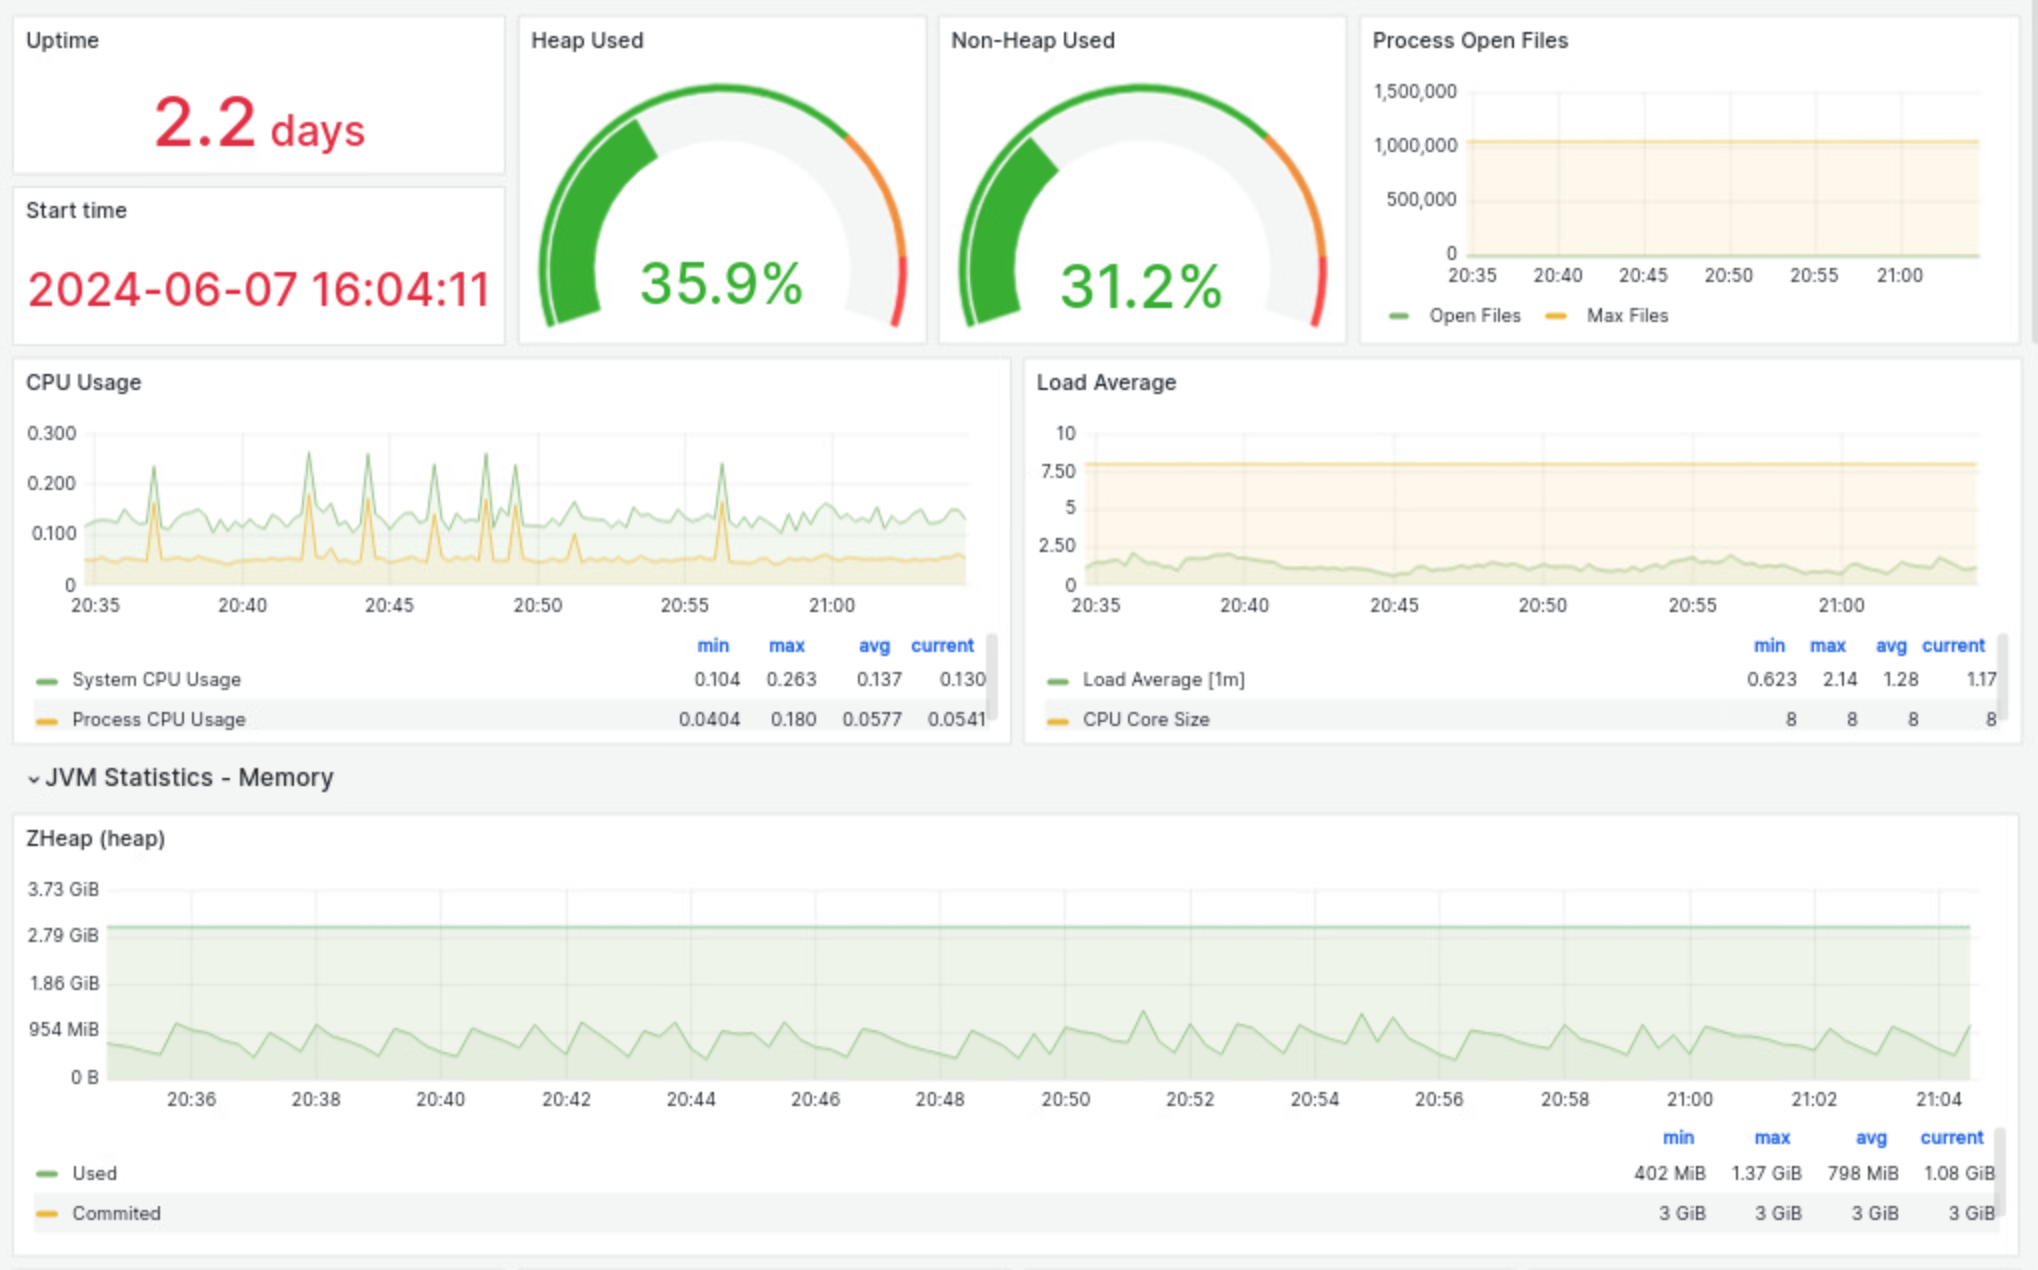 Uptime
2.2 days
Start time
2024-06-07 16:04:11
Heap Used
35.9%
Non-Heap Used
31.2%
Process Open Files
1,500,000
1,000,000
500,000
0
20:35 20:40 20:45 20:50 20:55 21:00
Open Files Max Files
CPU Usage
0.300
0.200
0.100
0
20:35 20:40 20:45 20:50 20:55 21:00
min max avg current
System CPU Usage 0.104 0.263 0.137 0.130
Process CPU Usage 0.0404 0.180 0.0577 0.0541
Load Average
10
7.50
5
2.50
0
20:35 20:40 20:45 20:50 20:55 21:00
min max avg current
Load Average [1m] 0.623 2.14 1.28 1.17
CPU Core Size 8 8 8 8
JVM Statistics - Memory
ZHeap (heap)
3.73 GiB
2.79 GiB
1.86 GiB
954 MiB
0 B
20:36 20:38 20:40 20:42 20:44 20:46 20:48 20:50 20:52 20:54 20:56 20:58 21:00 21:02 21:04
min max avg current
Used 402 MiB 1.37 GiB 798 MiB 1.08 GiB
Commited 3 GiB 3 GiB 3 GiB 3 GiB